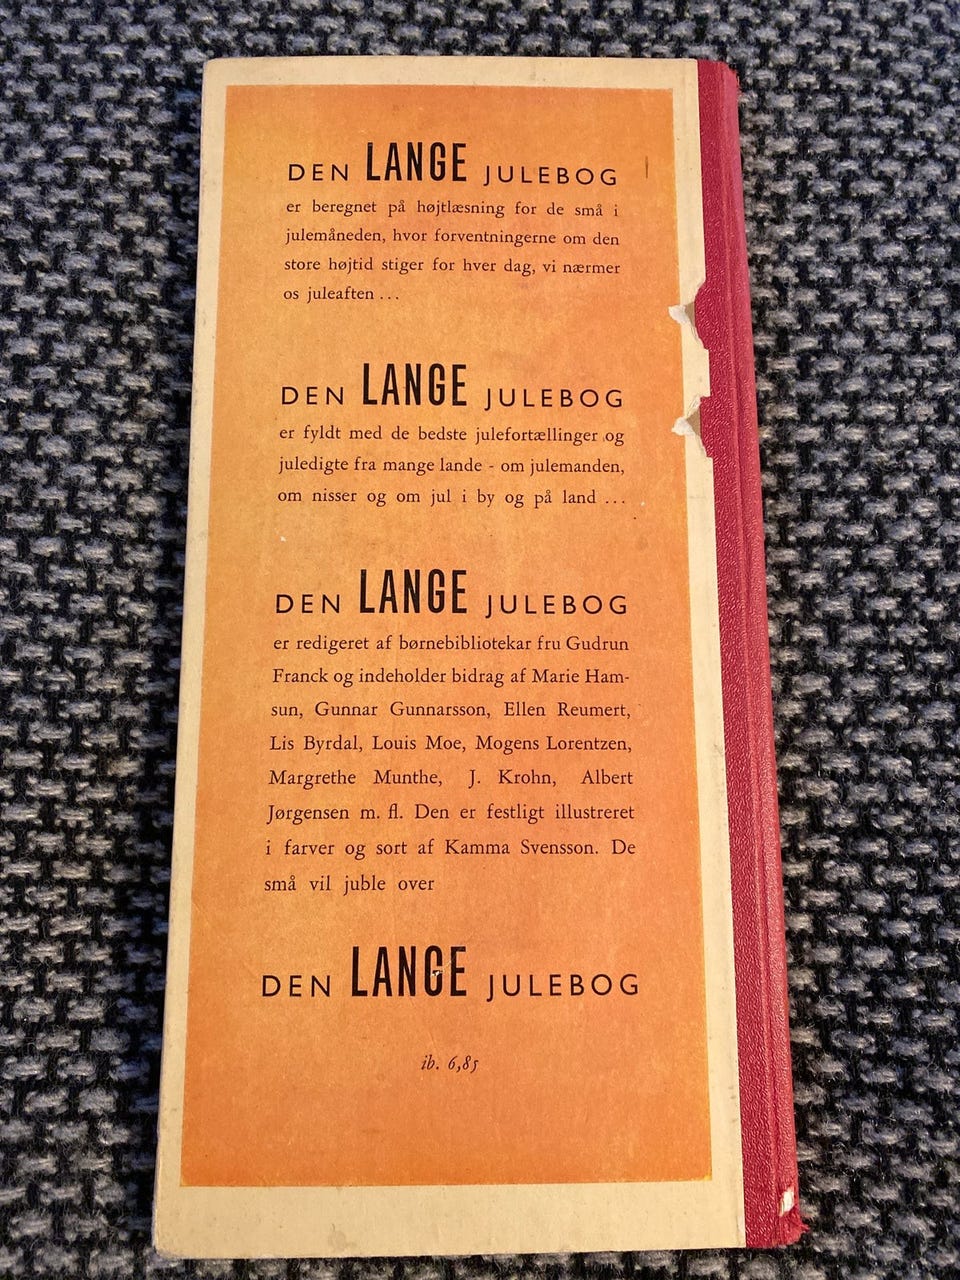 DEN LANGE JULEBOG
er beregnet på højtlæsning for de små i
julemåneden, hvor forventningerne om den
store højtid stiger for hver dag, vi nærmer
os juleaften ...
DEN LANGE JULEBOG
er fyldt med de bedste julefortællinger og
juledigte fra mange lande - om julemanden,
om nisser og om jul i by og på land ...
DEN LANGE JULEBOG
er redigeret af børnebibliotekar fru Gudrun
Franck og indeholder bidrag af Marie Ham-
sun, Gunnar Gunnarsson, Ellen Reumert,
Lis Byrdal, Louis Moe, Mogens Lorentzen,
Margrethe Munthe, J. Krohn, Albert
Jørgensen m. fl. Den er festligt illustreret
i farver og sort af Kamma Svensson. De
små vil juble over
DEN LANGE JULEBOG
ib. 6,85